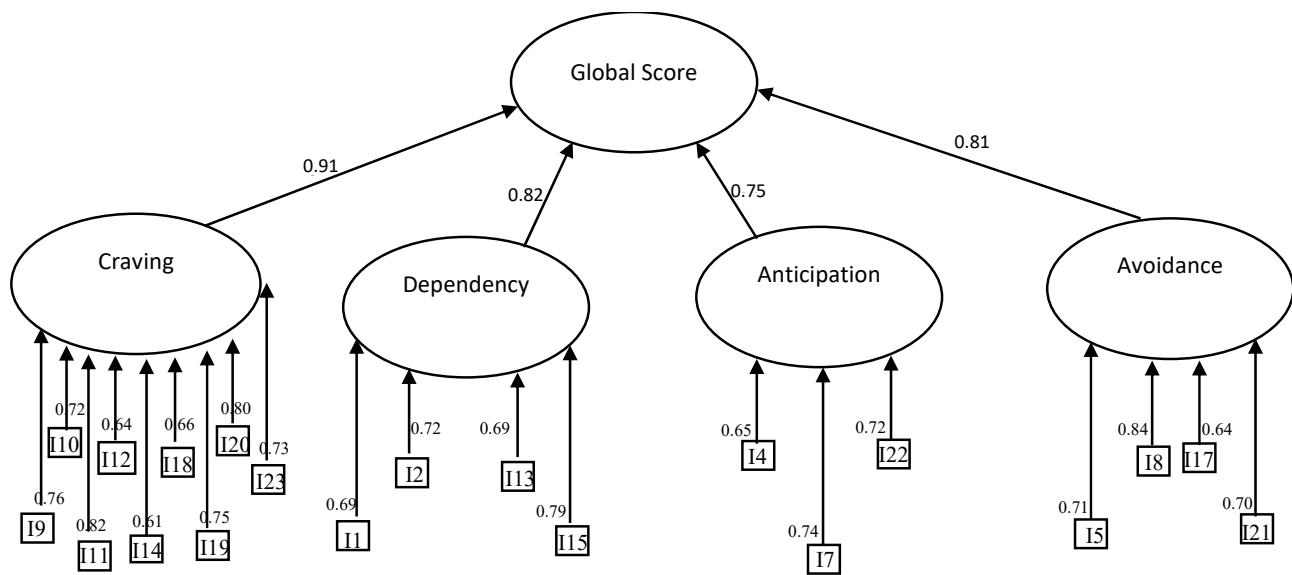 Global Score
0.91
0.82
0.75
0.81
Craving
Dependency
Anticipation
Avoidance
0.76
0.72
0.82
0.64
0.61
0.66
0.75
0.80
0.73
I9
I10
I11
I12
I14
I18
I19
I20
I23
0.69
0.72
0.69
0.79
I1
I2
I13
I15
0.65
0.74
0.72
I4
I7
I22
0.71
0.84
0.64
0.70
I5
I8
I17
I21